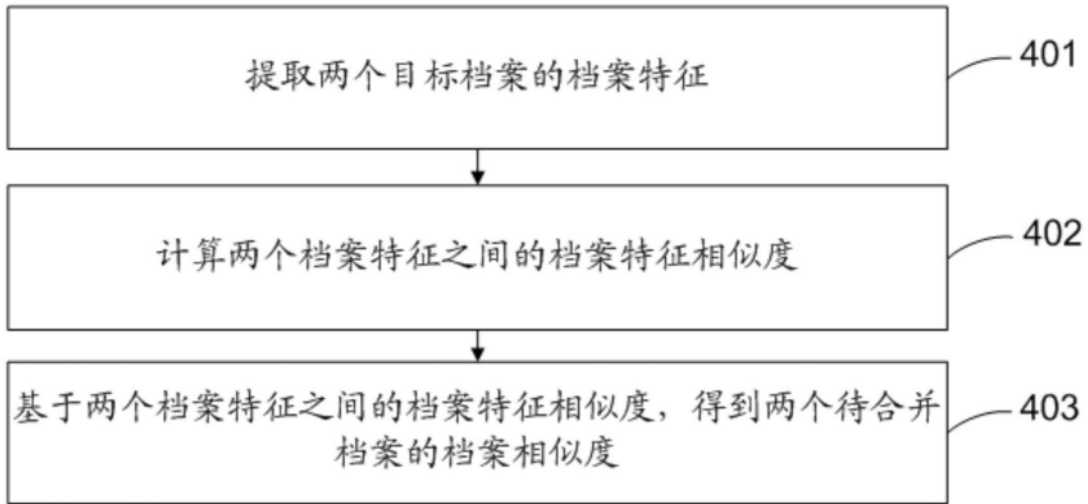 提取两个目标档案的档案特征
401
计算两个档案特征之间的档案特征相似度
402
基于两个档案特征之间的档案特征相似度，得到两个待合并
档案的档案相似度
403